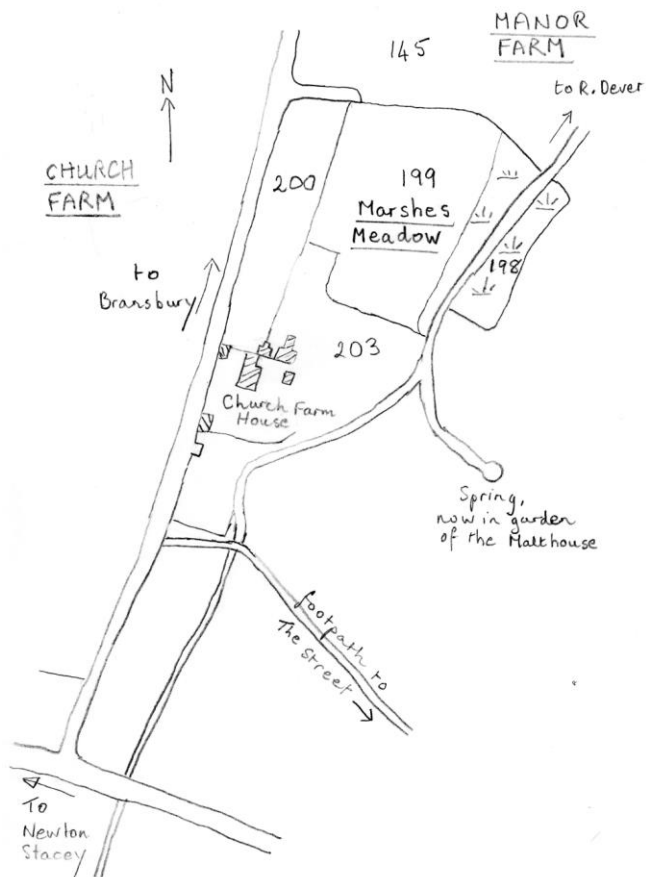 MANOR
FARM
145
to R. Dever
N
CHURCH
FARM
200
199
Marshes
Meadow
198
to
Bransbury
203
Church Farm
House
Spring,
now in garden
of the Malthouse
footpath to
The Street
To
Newton
Stacey